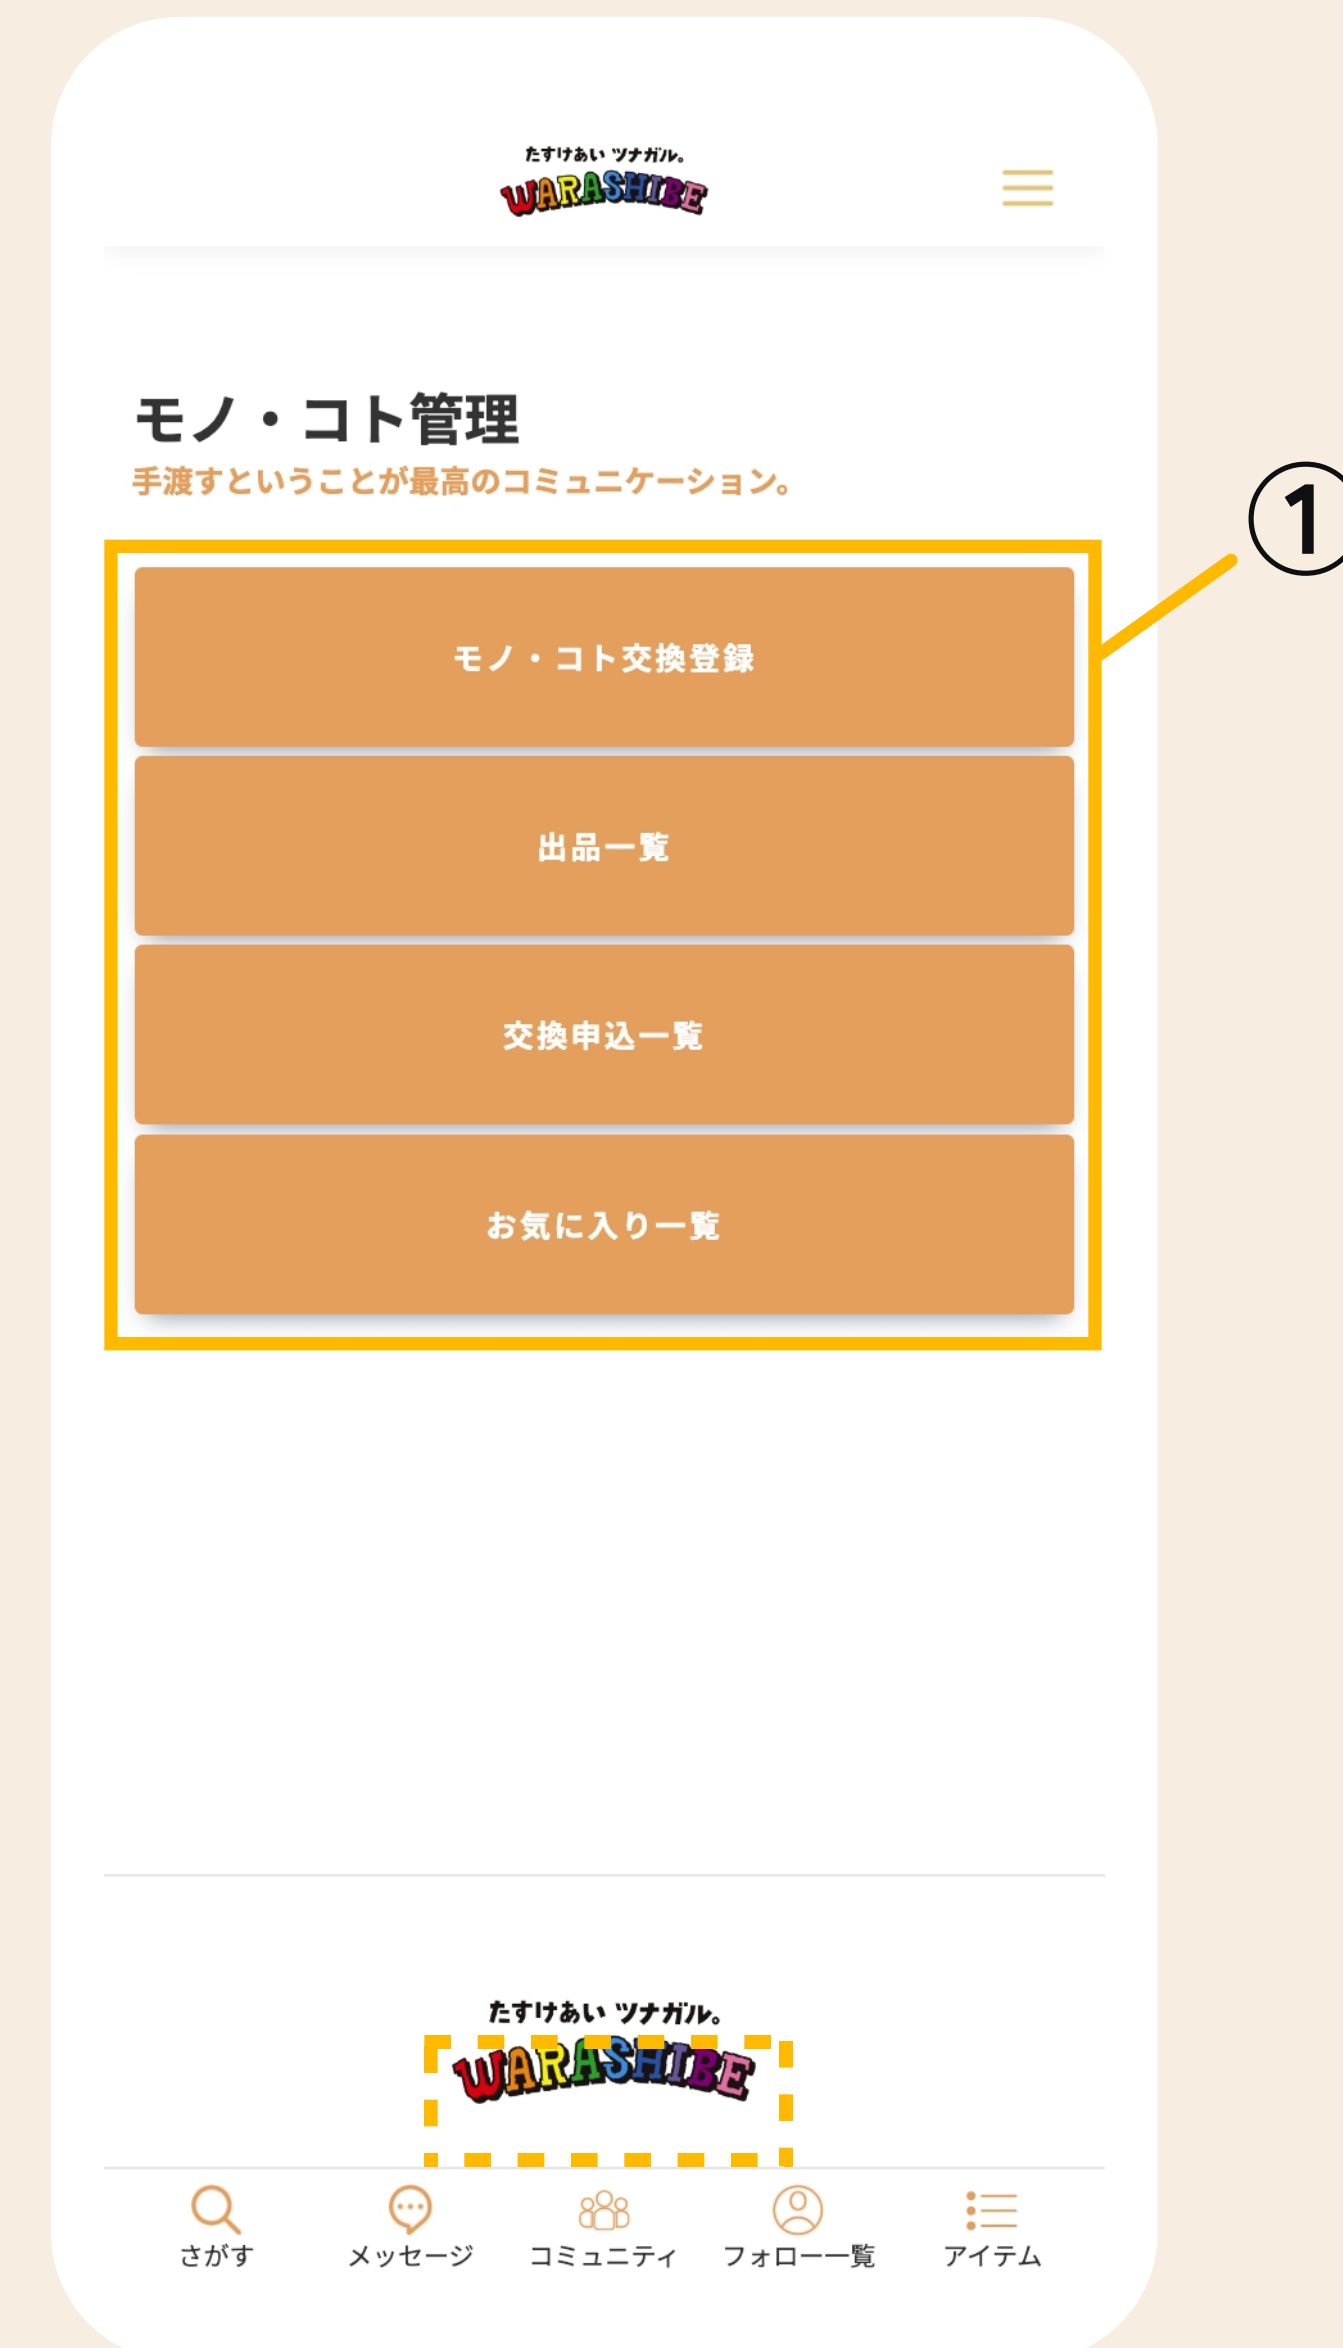 たすけあい ツナガル。
WARASHIBE
モノ・コト管理
手渡すということが最高のコミュニケーション。
①
モノ・コト交換登録
出品一覧
交換申込一覧
お気に入り一覧
たすけあい ツナガル。
WARASHIBE
さがす メッセージ コミュニティ フォロー一覧 アイテム